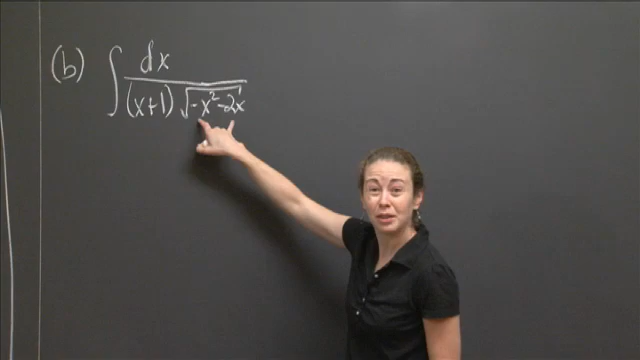 (b) ∫ dx / (x+1) √-x² - 2x